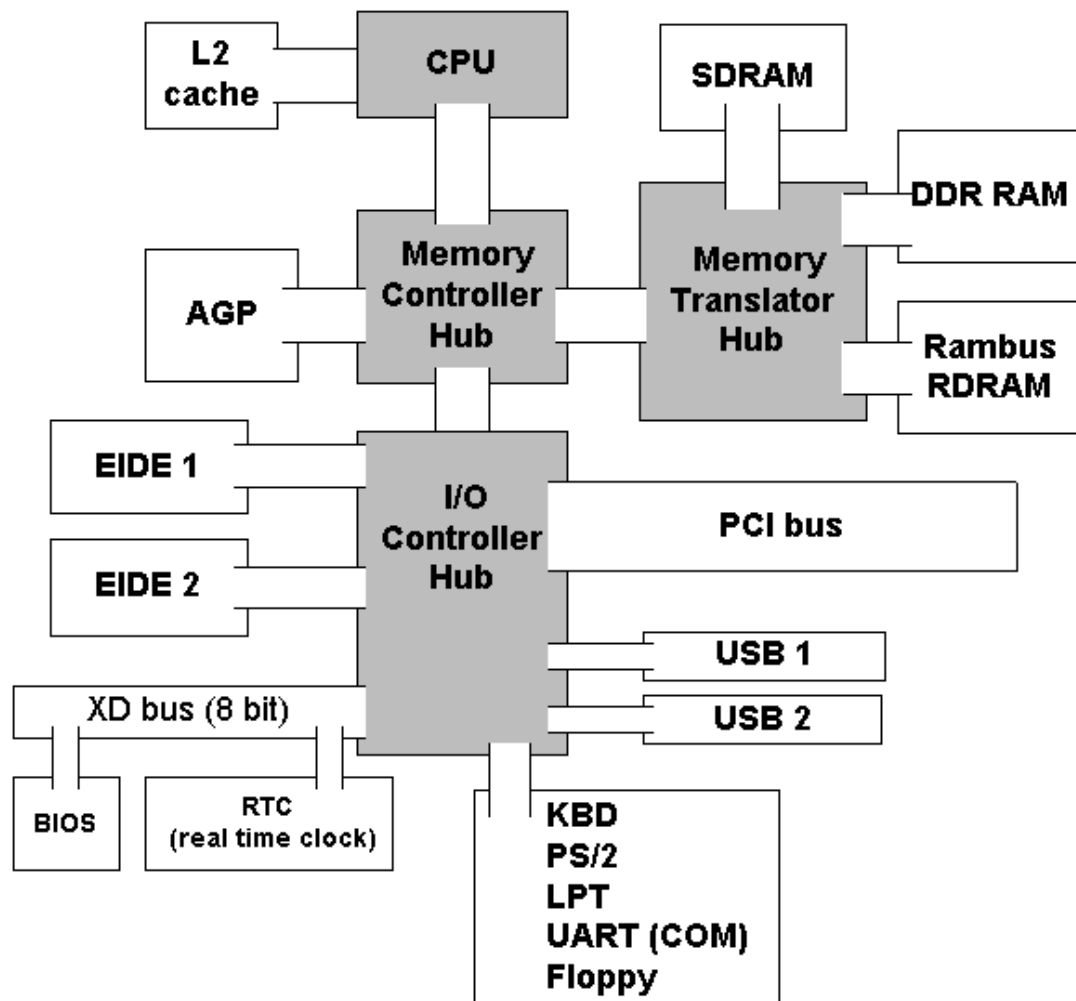 L2
cache
CPU
SDRAM
DDR RAM
Memory
Controller
Hub
Memory
Translator
Hub
AGP
Rambus
RDRAM
EIDE 1
I/O
Controller
Hub
PCI bus
EIDE 2
USB 1
XD bus (8 bit)
USB 2
BIOS
RTC
(real time clock)
KBD
PS/2
LPT
UART (COM)
Floppy